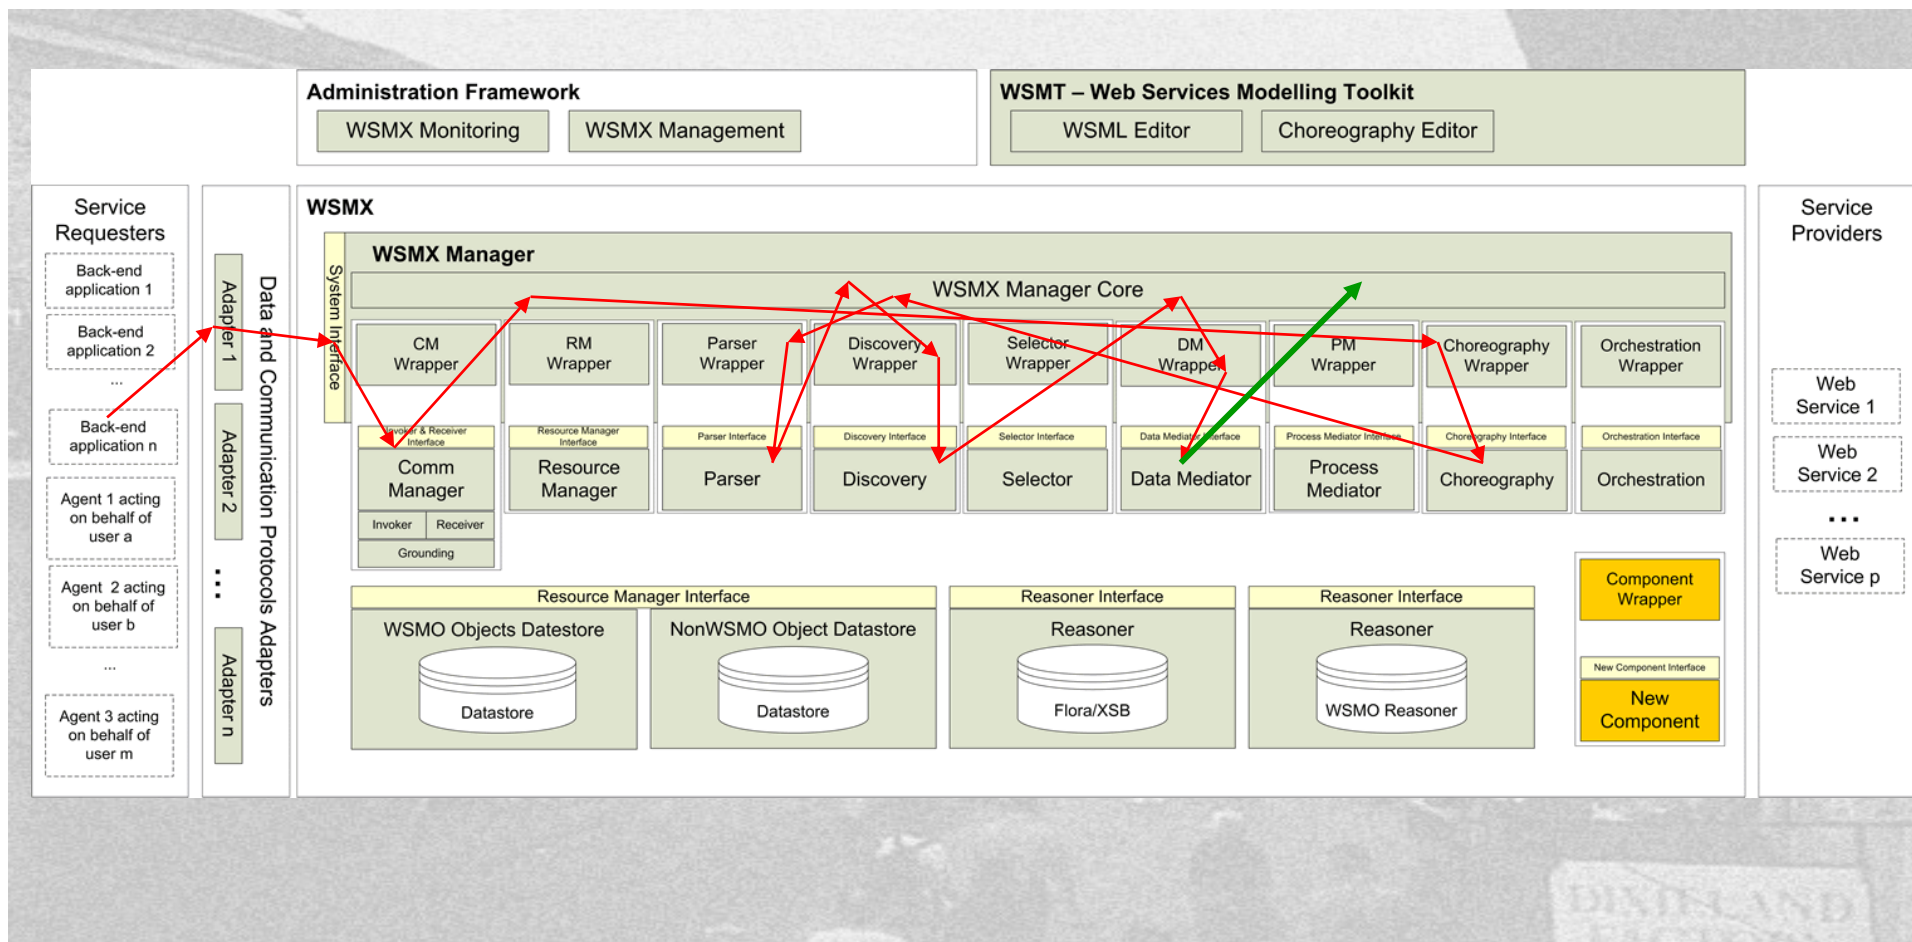 Administration Framework
WSMX Monitoring
WSMX Management
WSMT – Web Services Modelling Toolkit
WSML Editor
Choreography Editor
Service
Requesters
Back-end
application 1
Back-end
application 2
...
Back-end
application n
Agent 1 acting
on behalf of
user a
Agent 2 acting
on behalf of
user b
...
Agent 3 acting
on behalf of
user m
Adapter 1
Adapter 2
...
Adapter n
Data and Communication Protocols Adapters
WSMX
System Interface
WSMX Manager
WSMX Manager Core
CM
Wrapper
RM
Wrapper
Parser
Wrapper
Discovery
Wrapper
Selector
Wrapper
DM
Wrapper
PM
Wrapper
Choreography
Wrapper
Orchestration
Wrapper
Invoker & Receiver
Interface
Resource Manager
Interface
Parser Interface
Discovery Interface
Selector Interface
Data Mediator Interface
Process Mediator Interface
Choreography Interface
Orchestration Interface
Comm
Manager
Resource
Manager
Parser
Discovery
Selector
Data Mediator
Process
Mediator
Choreography
Orchestration
Invoker
Receiver
Grounding
Resource Manager Interface
Reasoner Interface
Reasoner Interface
WSMO Objects Datestore
NonWSMO Object Datastore
Reasoner
Reasoner
Datastore
Datastore
Flora/XSB
WSMO Reasoner
Component
Wrapper
New Component Interface
New
Component
Service
Providers
Web
Service 1
Web
Service 2
...
Web
Service p
DIXIELAND